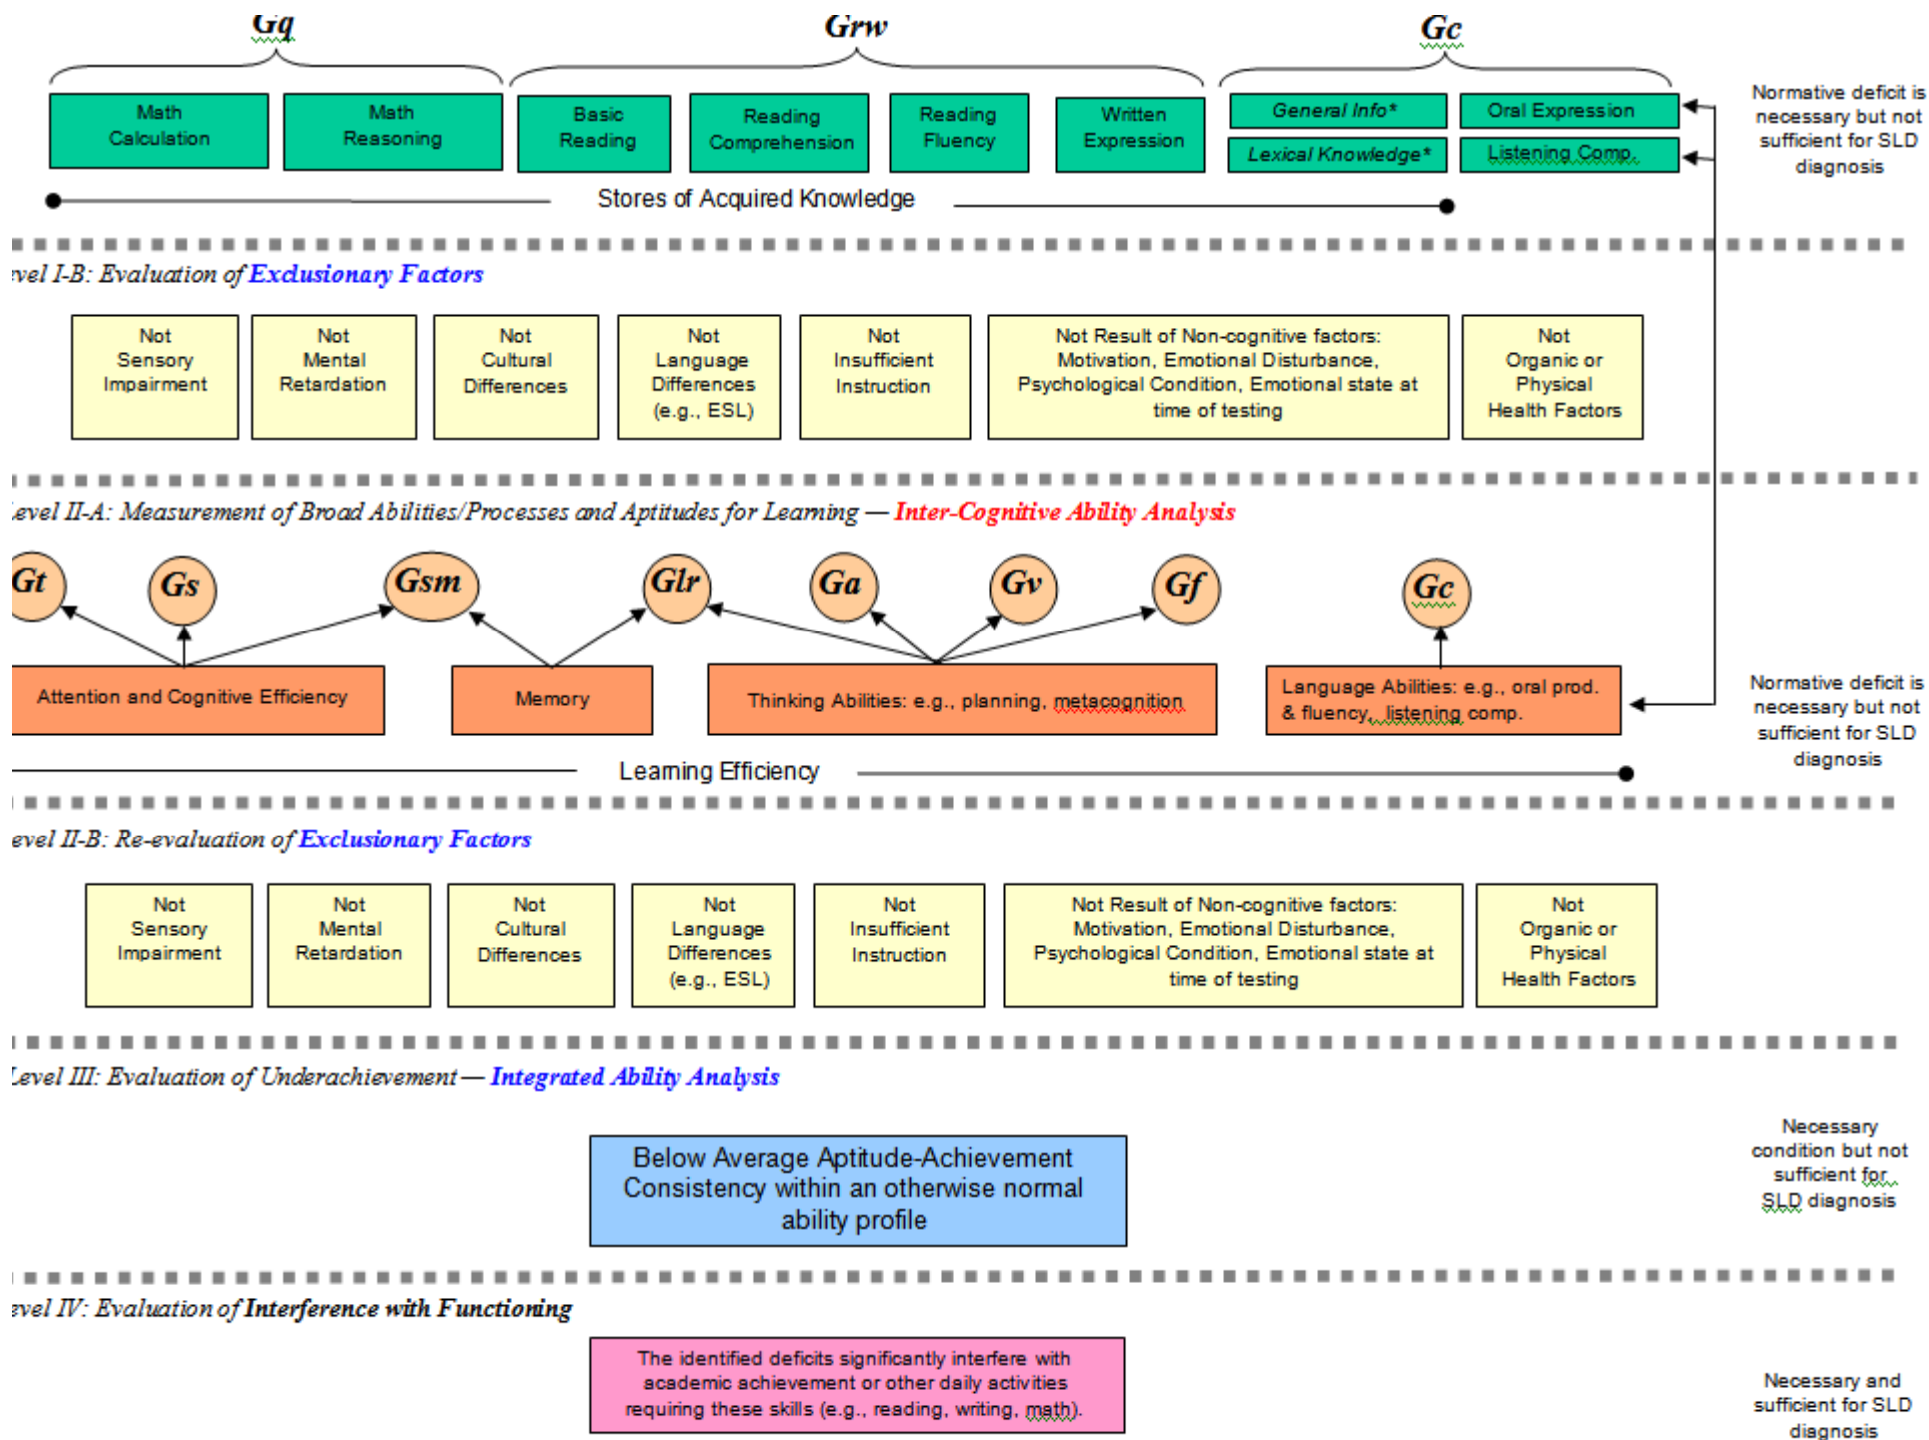 Gq
Grw
Gc
Math
Calculation
Math
Reasoning
Basic
Reading
Reading
Comprehension
Reading
Fluency
Written
Expression
General Info*
Oral Expression
Lexical Knowledge*
Listening Comp.
Normative deficit is
necessary but not
sufficient for SLD
diagnosis
Stores of Acquired Knowledge
evel I-B: Evaluation of Exclusionary Factors
Not
Sensory
Impairment
Not
Mental
Retardation
Not
Cultural
Differences
Not
Language
Differences
(e.g., ESL)
Not
Insufficient
Instruction
Not Result of Non-cognitive factors:
Motivation, Emotional Disturbance,
Psychological Condition, Emotional state at
time of testing
Not
Organic or
Physical
Health Factors
Level II-A: Measurement of Broad Abilities/Processes and Aptitudes for Learning — Inter-Cognitive Ability Analysis
Gt
Gs
Gsm
Glr
Ga
Gv
Gf
Gc
Attention and Cognitive Efficiency
Memory
Thinking Abilities: e.g., planning, metacognition
Language Abilities: e.g., oral prod.
& fluency, listening comp.
Normative deficit is
necessary but not
sufficient for SLD
diagnosis
Learning Efficiency
evel II-B: Re-evaluation of Exclusionary Factors
Not
Sensory
Impairment
Not
Mental
Retardation
Not
Cultural
Differences
Not
Language
Differences
(e.g., ESL)
Not
Insufficient
Instruction
Not Result of Non-cognitive factors:
Motivation, Emotional Disturbance,
Psychological Condition, Emotional state at
time of testing
Not
Organic or
Physical
Health Factors
Level III: Evaluation of Underachievement — Integrated Ability Analysis
Below Average Aptitude-Achievement
Consistency within an otherwise normal
ability profile
Necessary
condition but not
sufficient for
SLD diagnosis
evel IV: Evaluation of Interference with Functioning
The identified deficits significantly interfere with
academic achievement or other daily activities
requiring these skills (e.g., reading, writing, math).
Necessary and
sufficient for SLD
diagnosis